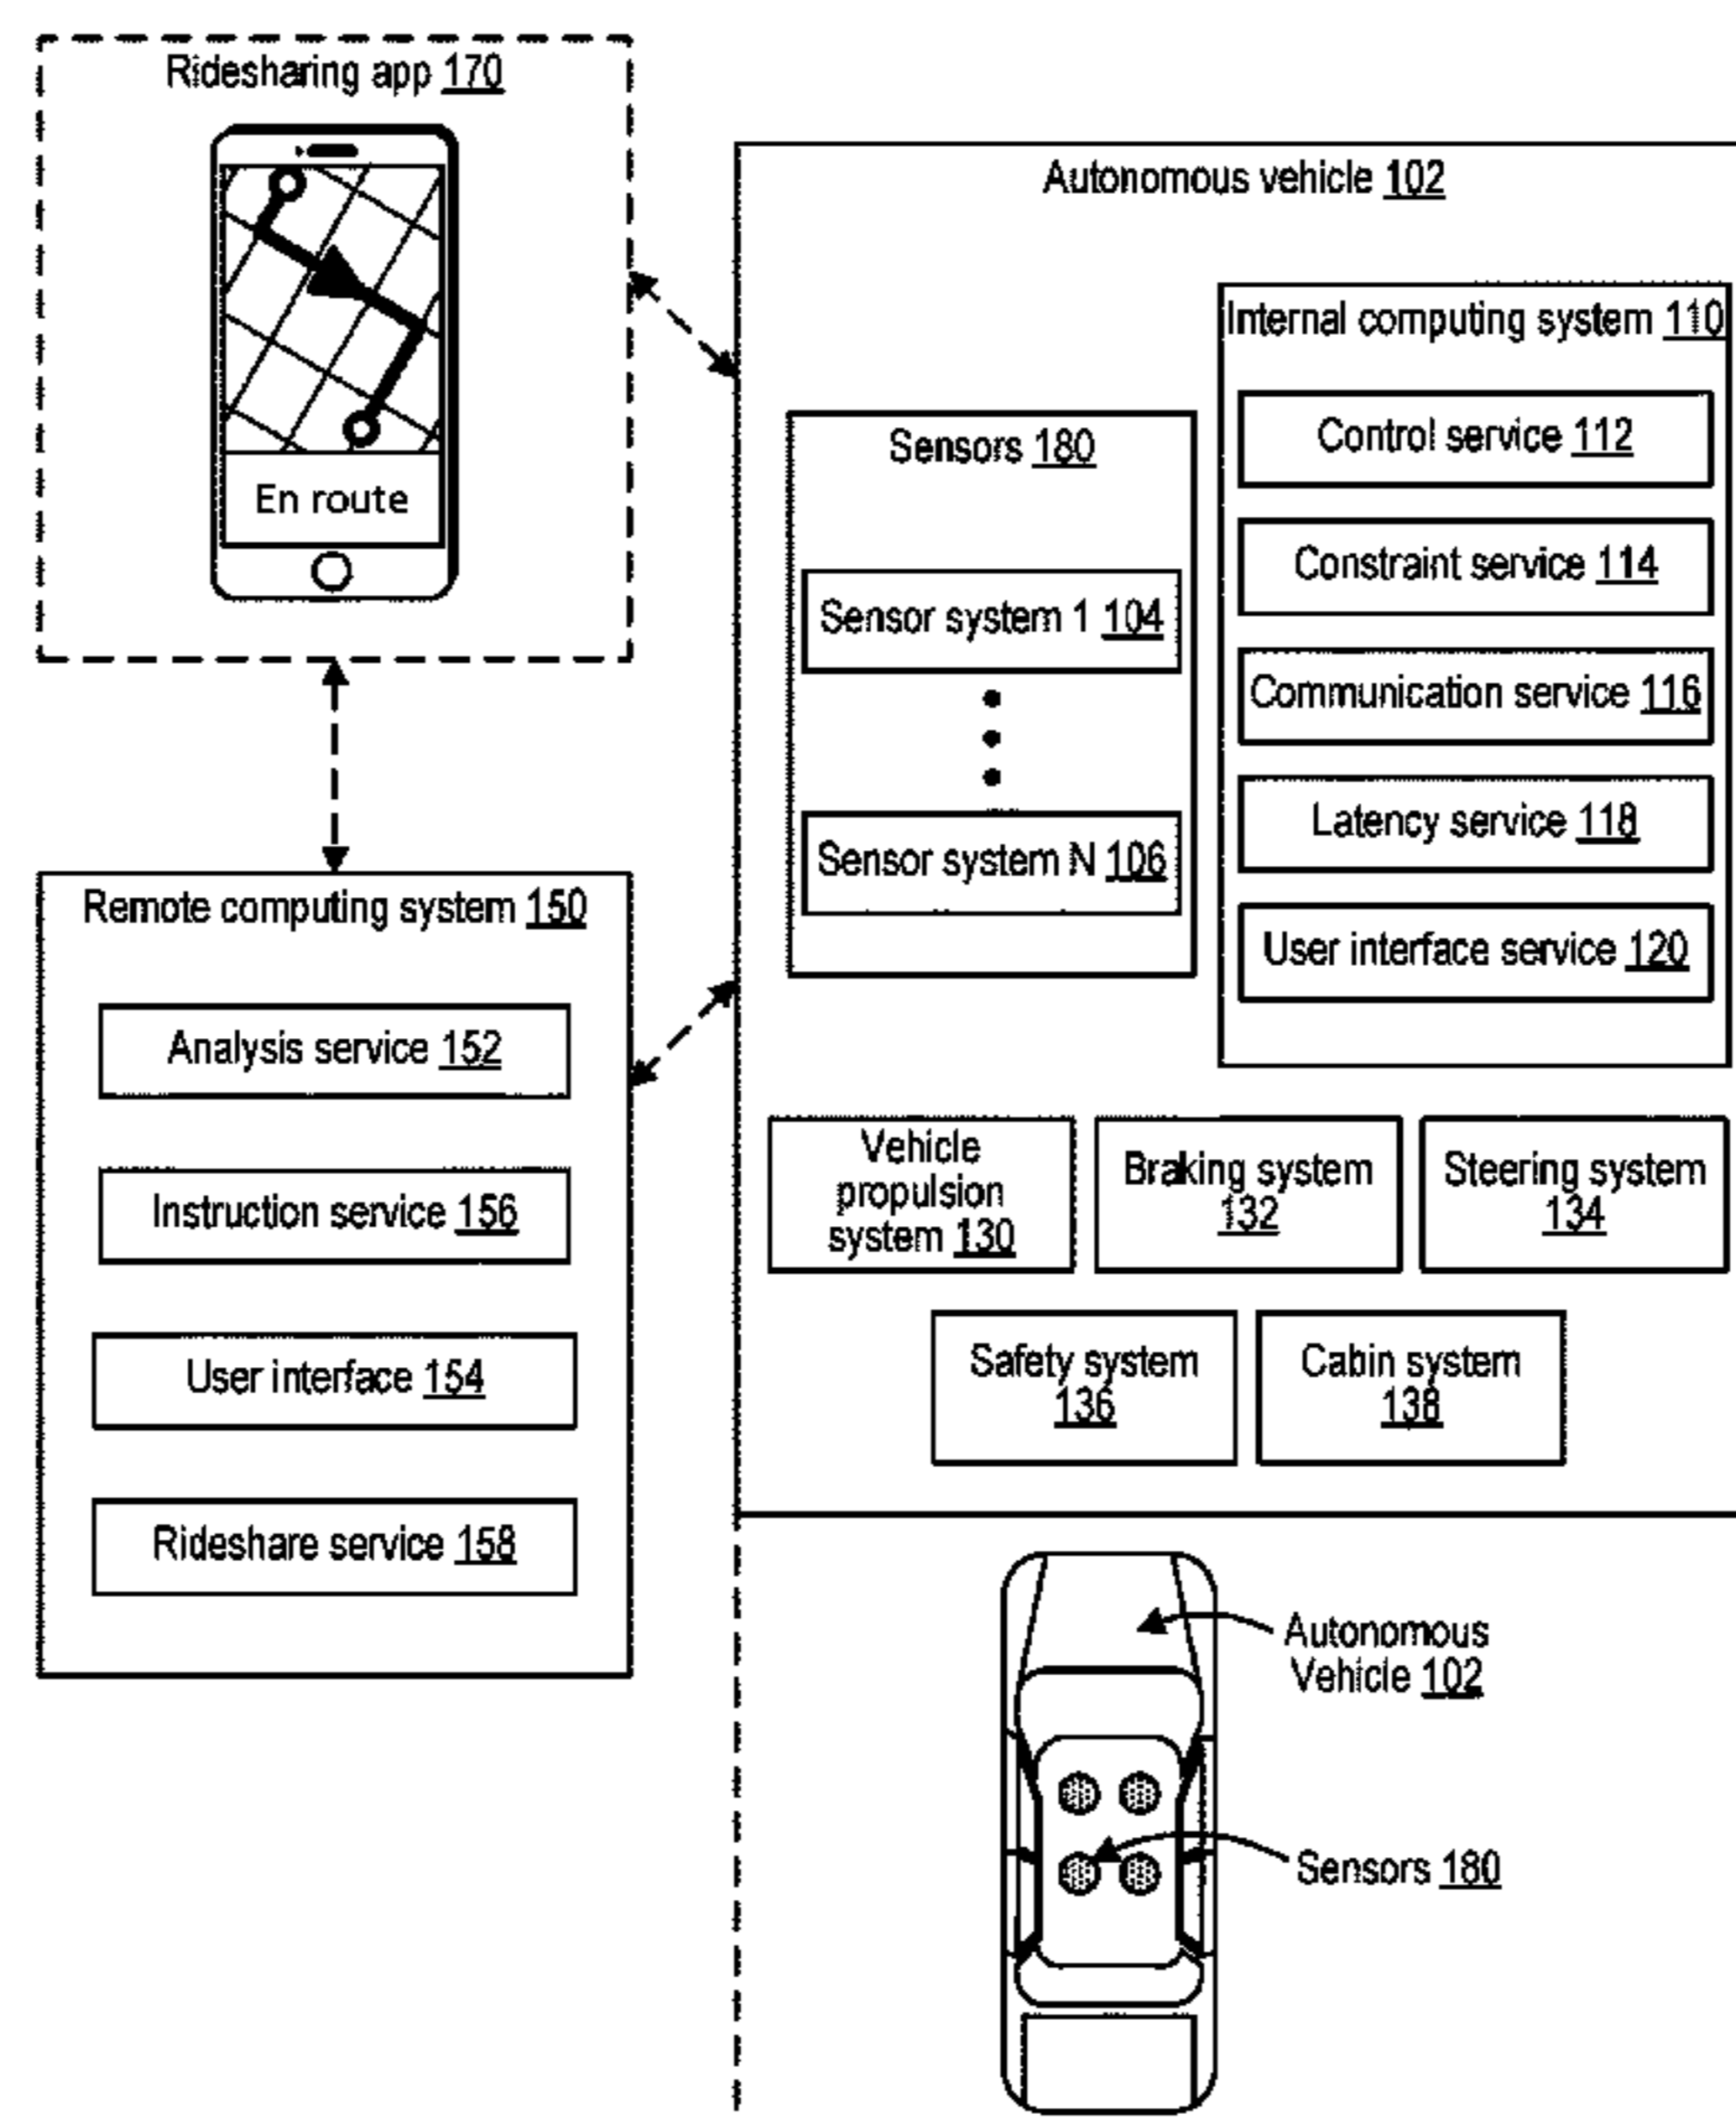 Ridesharing app 170
En route
Autonomous vehicle 102
Internal computing system 110
Control service 112
Constraint service 114
Communication service 116
Latency service 118
User interface service 120
Sensors 180
Sensor system 1 104
Sensor system N 106
Remote computing system 150
Analysis service 152
Instruction service 156
User interface 154
Rideshare service 158
Vehicle
propulsion
system 130
Braking system
132
Steering system
134
Safety system
136
Cabin system
138
Autonomous
Vehicle 102
Sensors 180